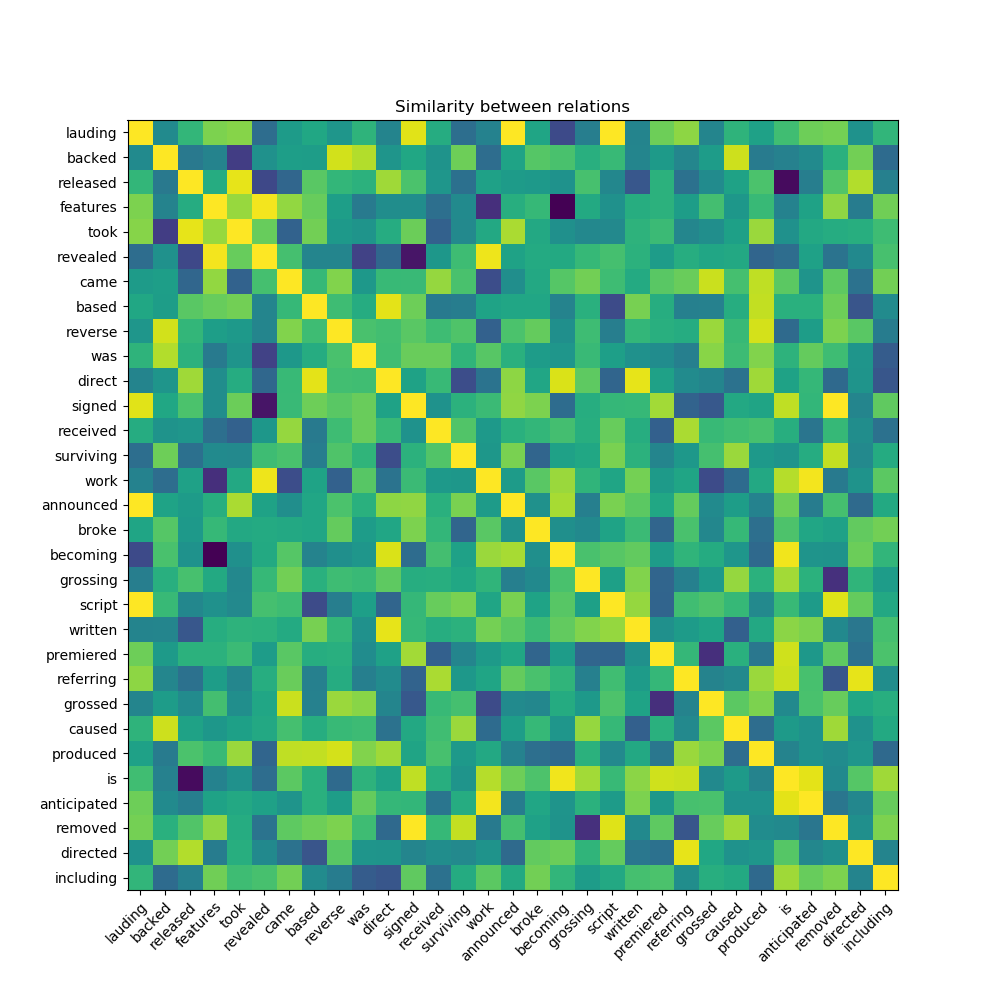 Similarity between relations
lauding
backed
released
features
took
revealed
came
based
reverse
was
direct
signed
received
surviving
work
announced
broke
becoming
grossing
script
written
premiered
referring
grossed
caused
produced
is
anticipated
removed
directed
including
lauding
backed
released
features
took
revealed
came
based
reverse
was
direct
signed
received
surviving
work
announced
broke
becoming
grossing
script
written
premiered
referring
grossed
caused
produced
is
anticipated
removed
directed
including